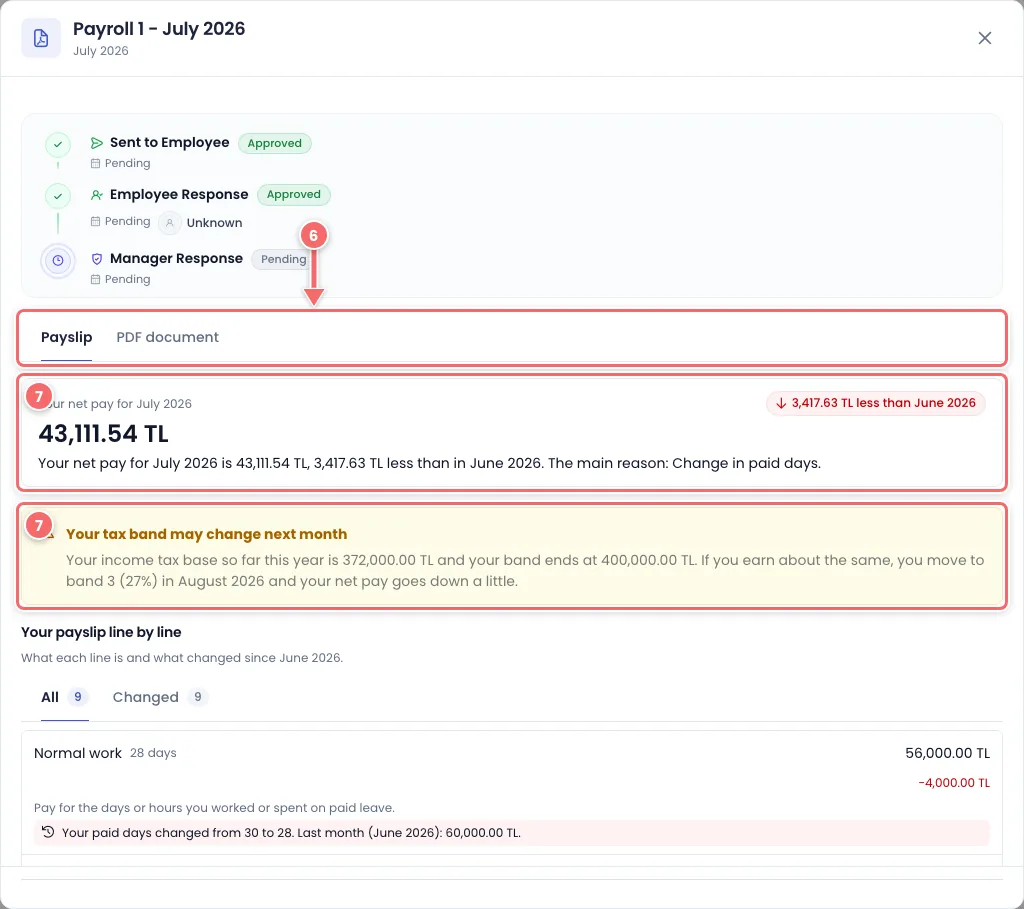 Payroll 1 - July 2026
July 2026
Sent to Employee Approved
Pending
Employee Response Approved
Pending Unknown
6
Manager Response Pending
Pending
Payslip PDF document
7
our net pay for July 2026
3,417.63 TL less than June 2026
43,111.54 TL
Your net pay for July 2026 is 43,111.54 TL, 3,417.63 TL less than in June 2026. The main reason: Change in paid days.
7
Your tax band may change next month
Your income tax base so far this year is 372,000.00 TL and your band ends at 400,000.00 TL. If you earn about the same, you move to
band 3 (27%) in August 2026 and your net pay goes down a little.
Your payslip line by line
What each line is and what changed since June 2026.
All 9 Changed 9
Normal work 28 days 56,000.00 TL
-4,000.00 TL
Pay for the days or hours you worked or spent on paid leave.
Your paid days changed from 30 to 28. Last month (June 2026): 60,000.00 TL.